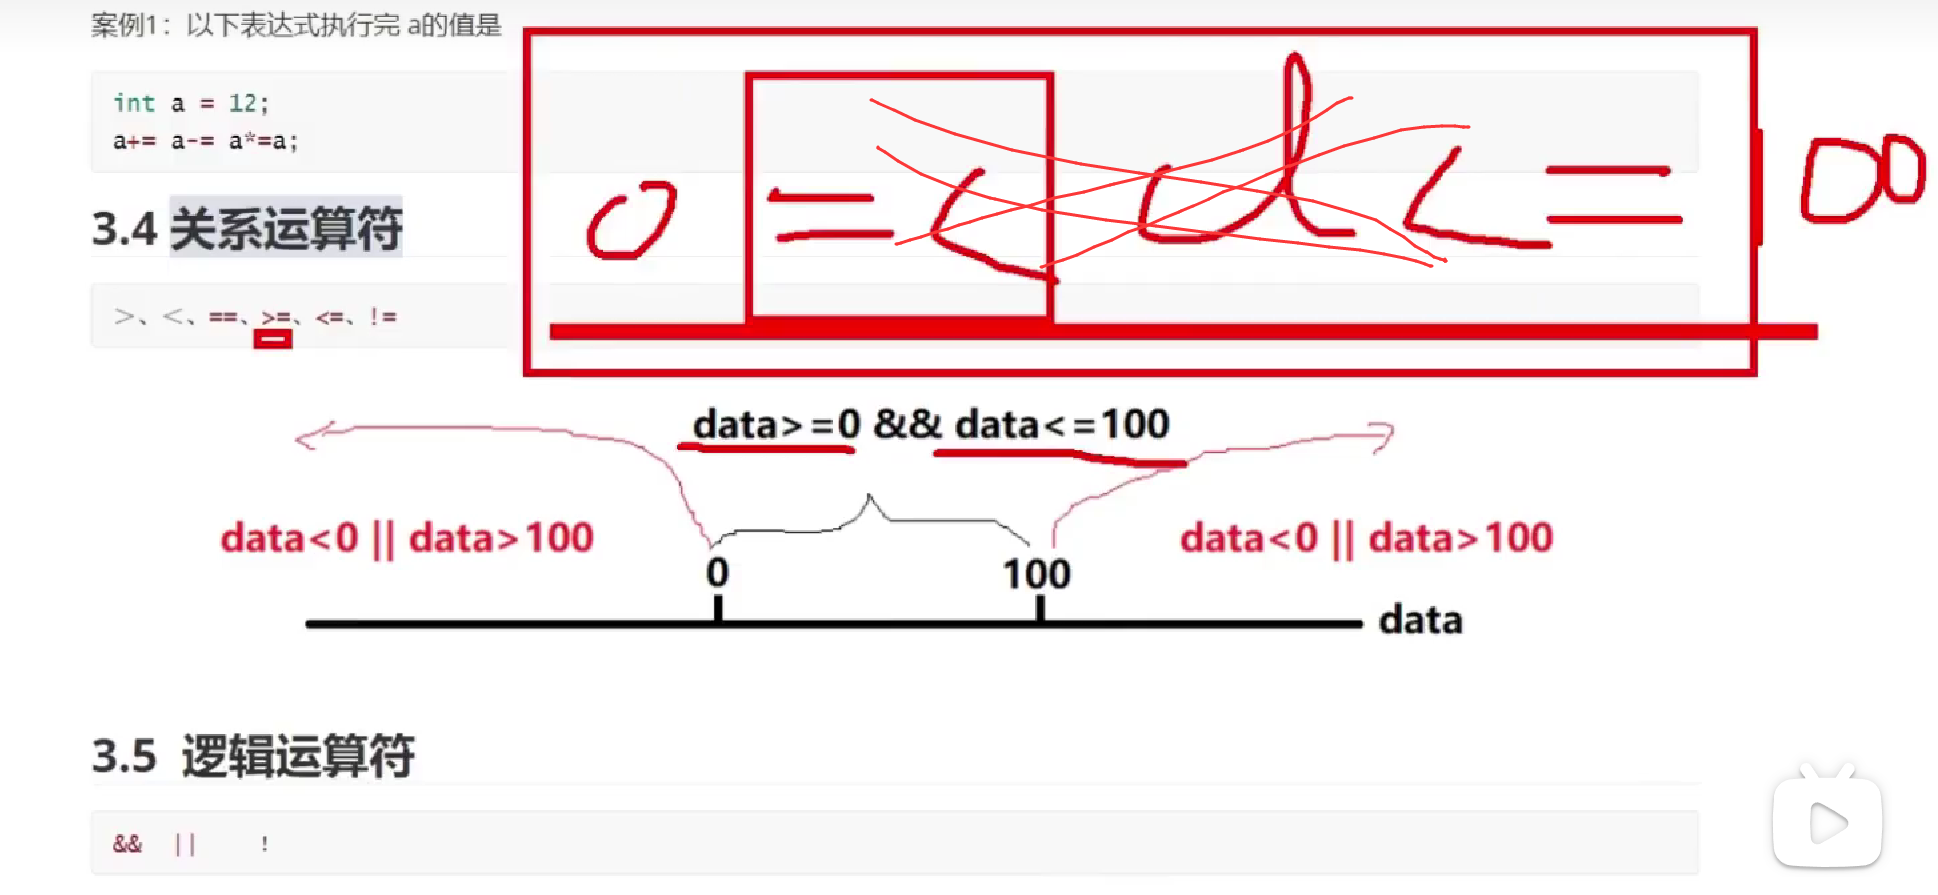 案例1：以下表达式执行完 a的值是
int a = 12;
a+= a-= a*=a;
0 =< d <= 100
3.4 关系运算符
>、<、==、>=、<=、!=
data>=0 && data<=100
data<0 || data>100
data<0 || data>100
0
100
data
3.5 逻辑运算符
&& || !